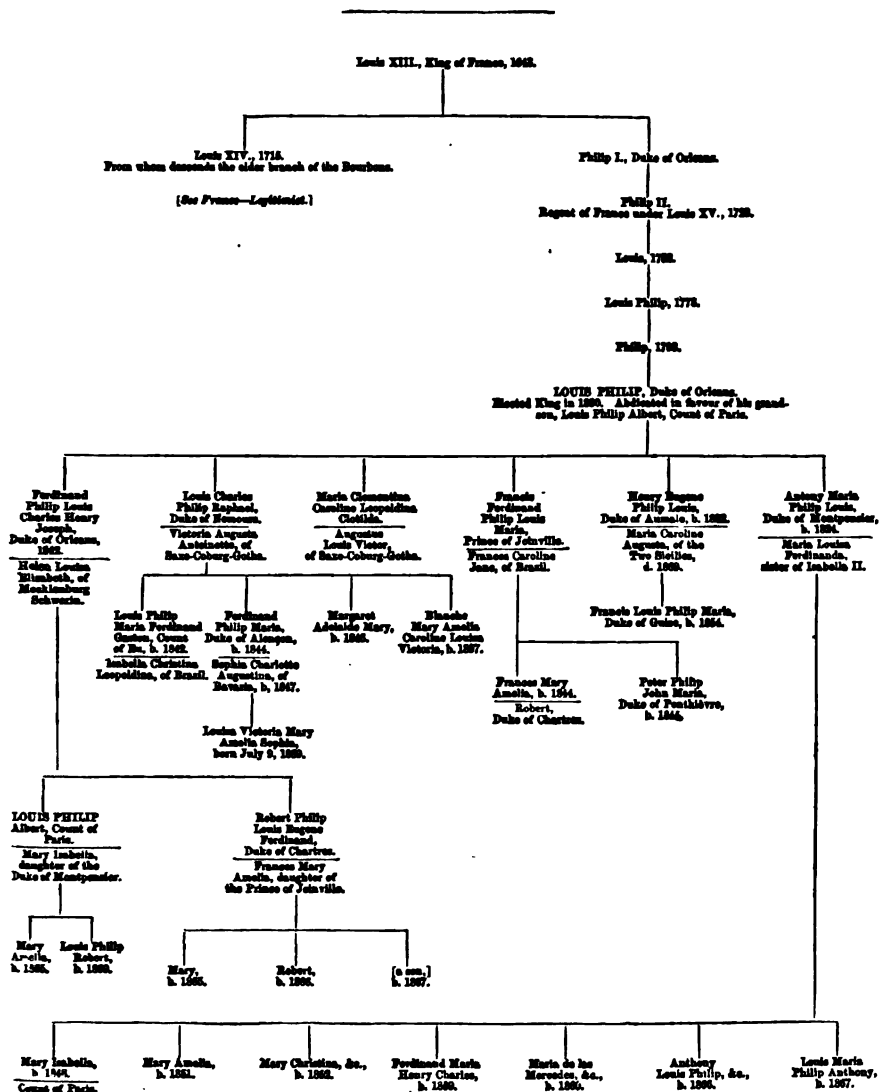 Louis XIII., King of France, 1643.
Louis XIV., 1715.
From whom descends the elder branch of the Bourbons.
[See France—Legitimist.]
Philip I., Duke of Orleans.
Philip II.
Regent of France under Louis XV., 1723.
Louis, 1752.
Louis Philip,
Philip, 1793.
LOUIS PHILIP, Duke of Orleans.
Elected King in 1830. Abdicated in favour of his grand-
son, Louis Philip Albert, Count of Paris.
Ferdinand
Philip Louis
Charles Henry
Joseph,
Duke of Orleans,
1842.
Helen Louisa
Elizabeth, of
Mecklenburg
Schwerin.
Louis Charles
Philip Raphael,
Duke of Nemours.
Victoria Augusta
Antoinette, of
Saxe-Coburg-Gotha.
Maria Clementina
Caroline Leopoldina
Clotilda.
Augustus
Louis Victor,
of Saxe-Coburg-Gotha.
Francis
Ferdinand
Philip Louis
Maria,
Prince of Joinville.
Frances Caroline
Jane, of Brazil.
Henry Eugene
Philip Louis,
Duke of Aumale, b. 1822.
Maria Caroline
Augusta, of the
Two Sicilies,
d. 1869.
Antony Maria
Philip Louis,
Duke of Montpensier,
b. 1824.
Maria Louisa
Ferdinanda,
sister of Isabella II.
Louis Philip
Maria Ferdinand
Gaston, Count
of Eu, b. 1842.
Isabella Christina
Leopoldina, of Brazil.
Ferdinand
Philip Maria,
Duke of Alençon,
b. 1844.
Sophia Charlotte
Augustina, of
Bavaria, b. 1847.
Margaret
Adelaide Mary,
b. 1846.
Blanche
Mary Amelia
Caroline Louisa
Victoria, b. 1857.
Francis Louis Philip Maria,
Duke of Guise, b. 1854.
Frances Mary
Amelia, b. 1844.
Robert,
Duke of Chartres.
Peter Philip
John Maria,
Duke of Penthièvre,
b. 1845.
Louisa Victoria Mary
Amelia Sophia,
born July 9, 1869.
LOUIS PHILIP
Albert, Count of
Paris.
Mary Isabella,
daughter of the
Duke of Montpensier.
Robert Philip
Louis Eugene
Ferdinand,
Duke of Chartres.
Frances Mary
Amelia, daughter of
the Prince of Joinville.
Mary
Amelia,
b. 1865.
Louis Philip
Robert,
b. 1869.
Mary,
b. 1865.
Robert,
b. 1866.
[a son,]
b. 1867.
Mary Isabella,
b. 1848.
Count of Paris.
Mary Amelia,
b. 1851.
Mary Christina, &c.,
b. 1852.
Ferdinand Maria
Henry Charles,
b. 1859.
Maria de las
Mercedes, &c.,
b. 1860.
Anthony
Louis Philip, &c.,
b. 1866.
Louis Maria
Philip Anthony,
b. 1867.